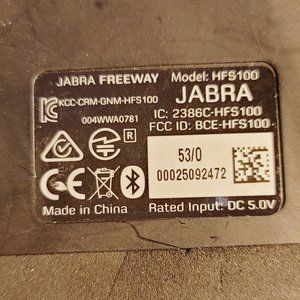 JABRA FREEWAY
Model: HFS100
KCC-CRM-GNM-HFS100
JABRA
004WWA0781
IC: 2386C-HFS100
FCC ID: BCE-HFS100
R
53/0
00025092472
CE
Made in China
Rated Input: DC 5.0V